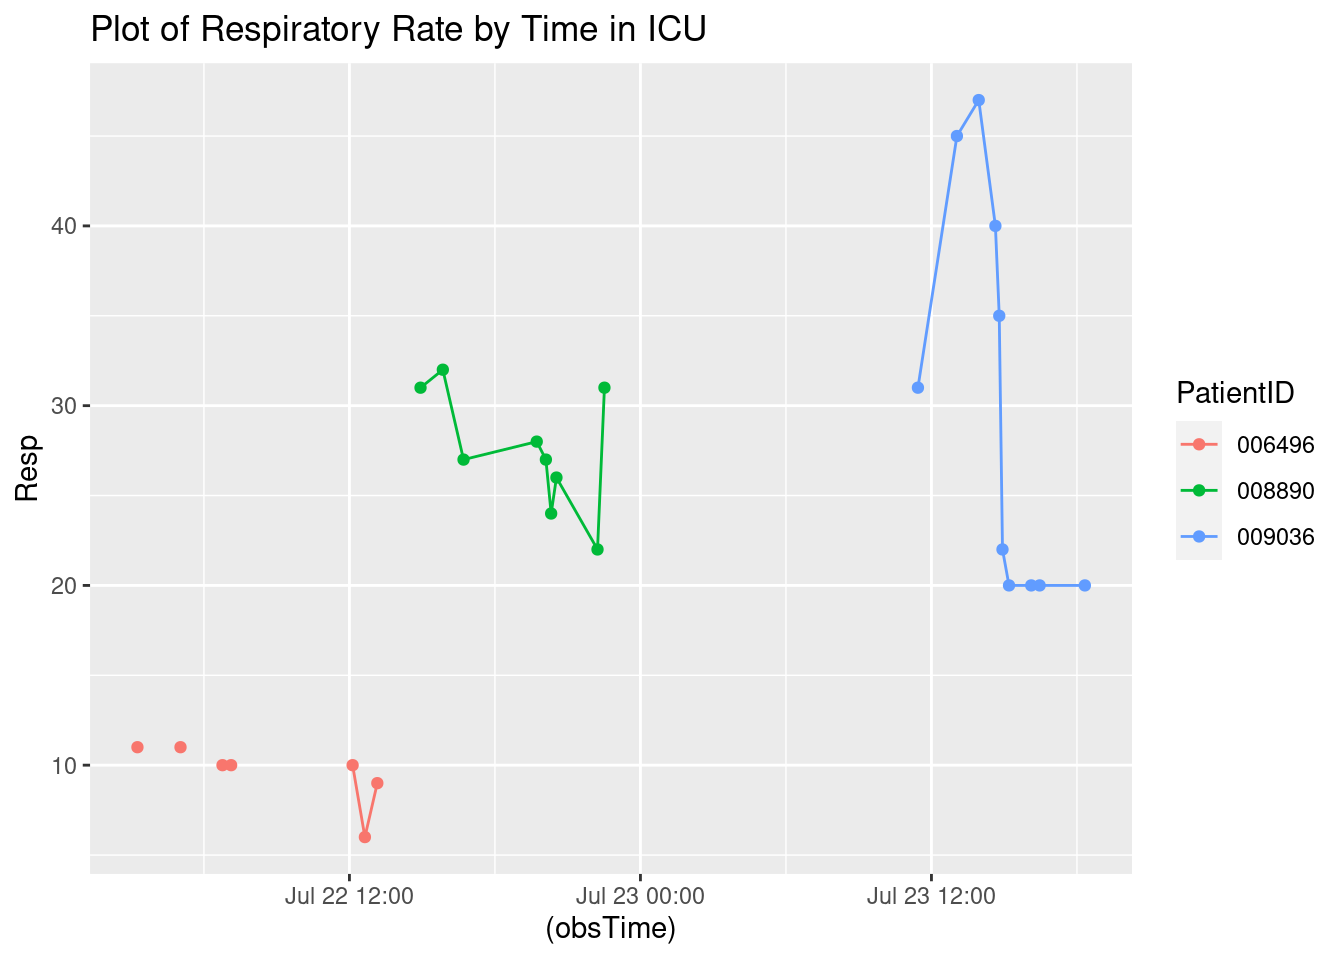 Plot of Respiratory Rate by Time in ICU
Resp
40
30
20
10
Jul 22 12:00
Jul 23 00:00
Jul 23 12:00
(obsTime)
PatientID
006496
008890
009036